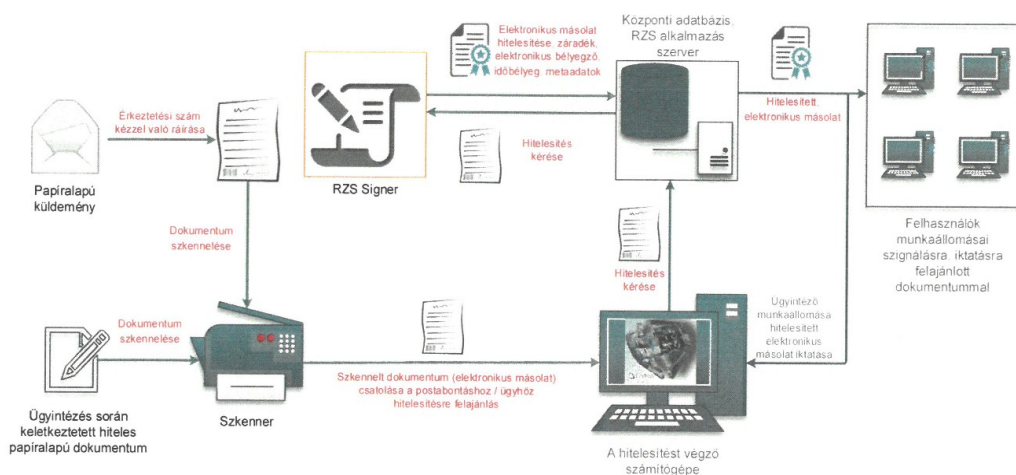 Elektronikus másolat
hitelesítése, záradék,
elektronikus bélyegző,
időbélyeg, metaadatok
Központi adatbázis,
RZS alkalmazás
szerver
Érkeztetési szám
kézzel való ráírása
Hitelesített,
elektronikus másolat
Hitelesítés
kérése
Papíralapú
küldemény
RZS Signer
Dokumentum
szkennelése
Hitelesítés
kérése
Felhasználók
munkaállomásai
szignálásra, iktatásra
felajánlott
dokumentummal
Dokumentum
szkennelése
Ügyintéző
munkaállomása
hitelesített
elektronikus
másolat iktatása
Szkennelt dokumentum (elektronikus másolat)
csatolása a postabontáshoz / ügyhöz
hitelesítésre felajánlás
Ügyintézés során
keletkeztetett hiteles
papíralapú dokumentum
Szkenner
A hitelesítést végző
számítógépe